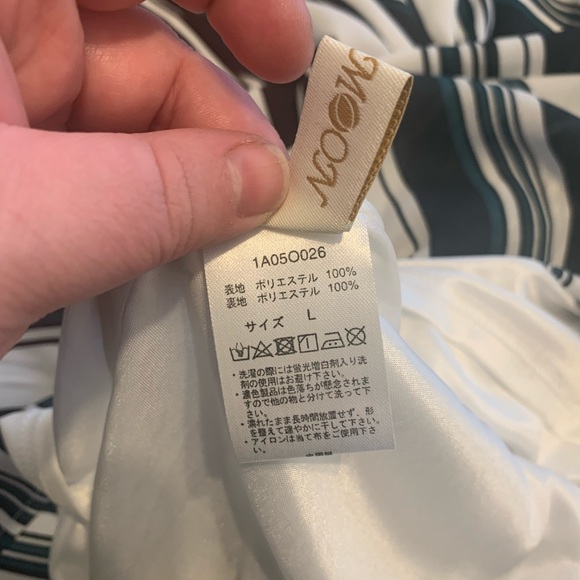 MOON
1A05O026
表地 ポリエステル 100%
裏地 ポリエステル 100%
サイズ L
・洗濯の際には蛍光増白剤入り洗
剤の使用はお避け下さい。
・濃色製品は色落ちが懸念されま
すので他の物と分けて洗って下
さい。
・濡れたまま長時間放置せず、形
を整えて速やかに干して下さい。
・アイロンは当て布をご使用下さ
い。